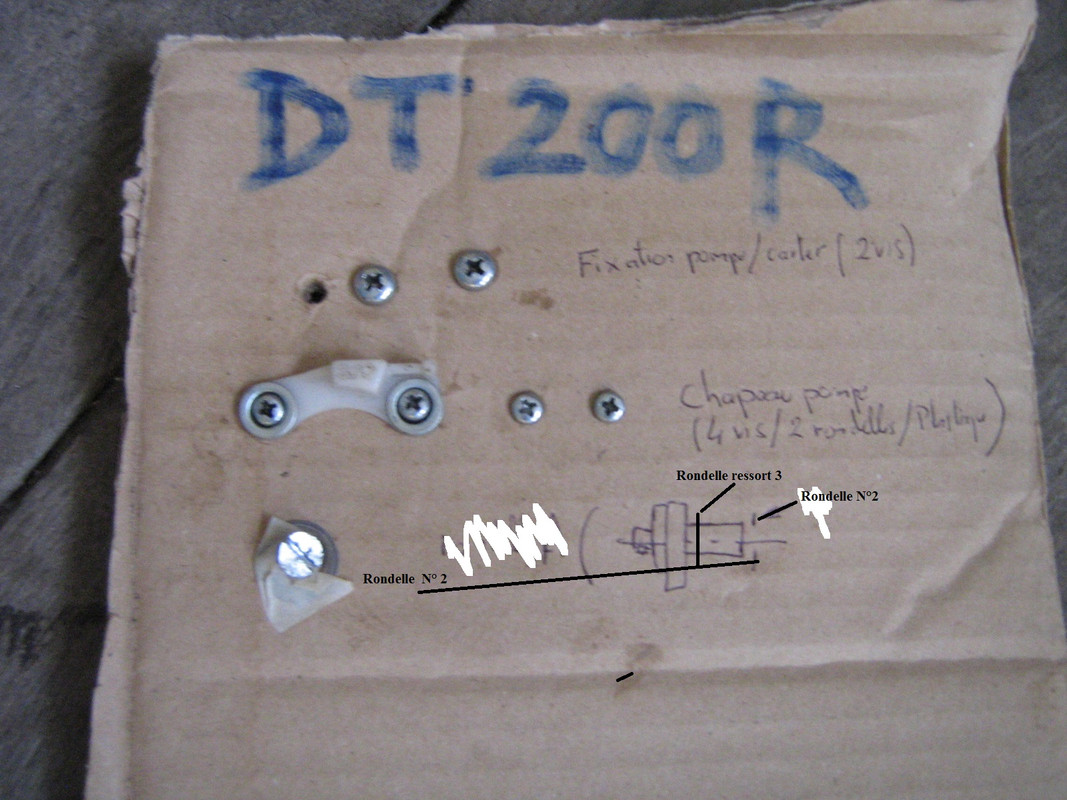 DT 200R
Fixation pompe/carter (2 vis)
Chapeau pompe
(4 vis/2 rondelles/Plastique)
Rondelle ressort 3
Rondelle N°2
Rondelle N° 2